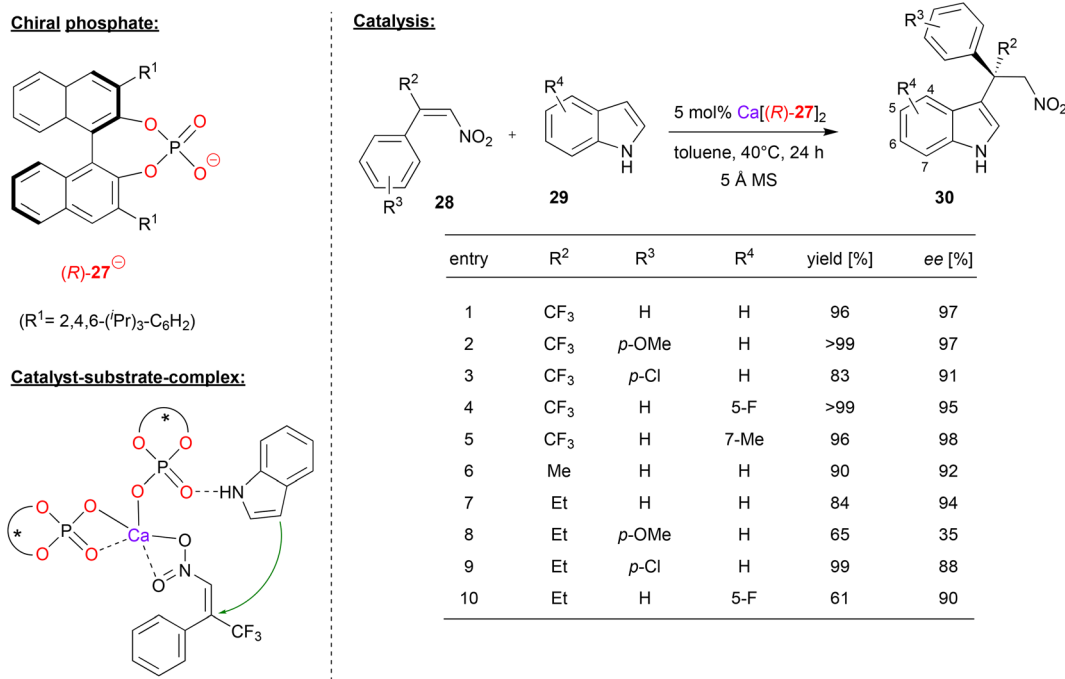 Chiral phosphate:
R¹
O
O
P
O
O
⊖
R¹
(R)-27⊖
(R¹= 2,4,6-(ⁱPr)₃-C₆H₂)
Catalyst-substrate-complex:
*
O
O
P
O
O
HN
O
O
*
P
O
O
Ca
O
O
N
CF₃
Catalysis:
R²
NO₂
R³
28
+
R⁴
N
H
29
5 mol% Ca[(R)-27]₂
toluene, 40°C, 24 h
5 Å MS
R³
R²
R⁴
4
5
6
7
NO₂
N
H
30
entry R² R³ R⁴ yield [%] ee [%]
1 CF₃ H H 96 97
2 CF₃ p-OMe H >99 97
3 CF₃ p-Cl H 83 91
4 CF₃ H 5-F >99 95
5 CF₃ H 7-Me 96 98
6 Me H H 90 92
7 Et H H 84 94
8 Et p-OMe H 65 35
9 Et p-Cl H 99 88
10 Et H 5-F 61 90